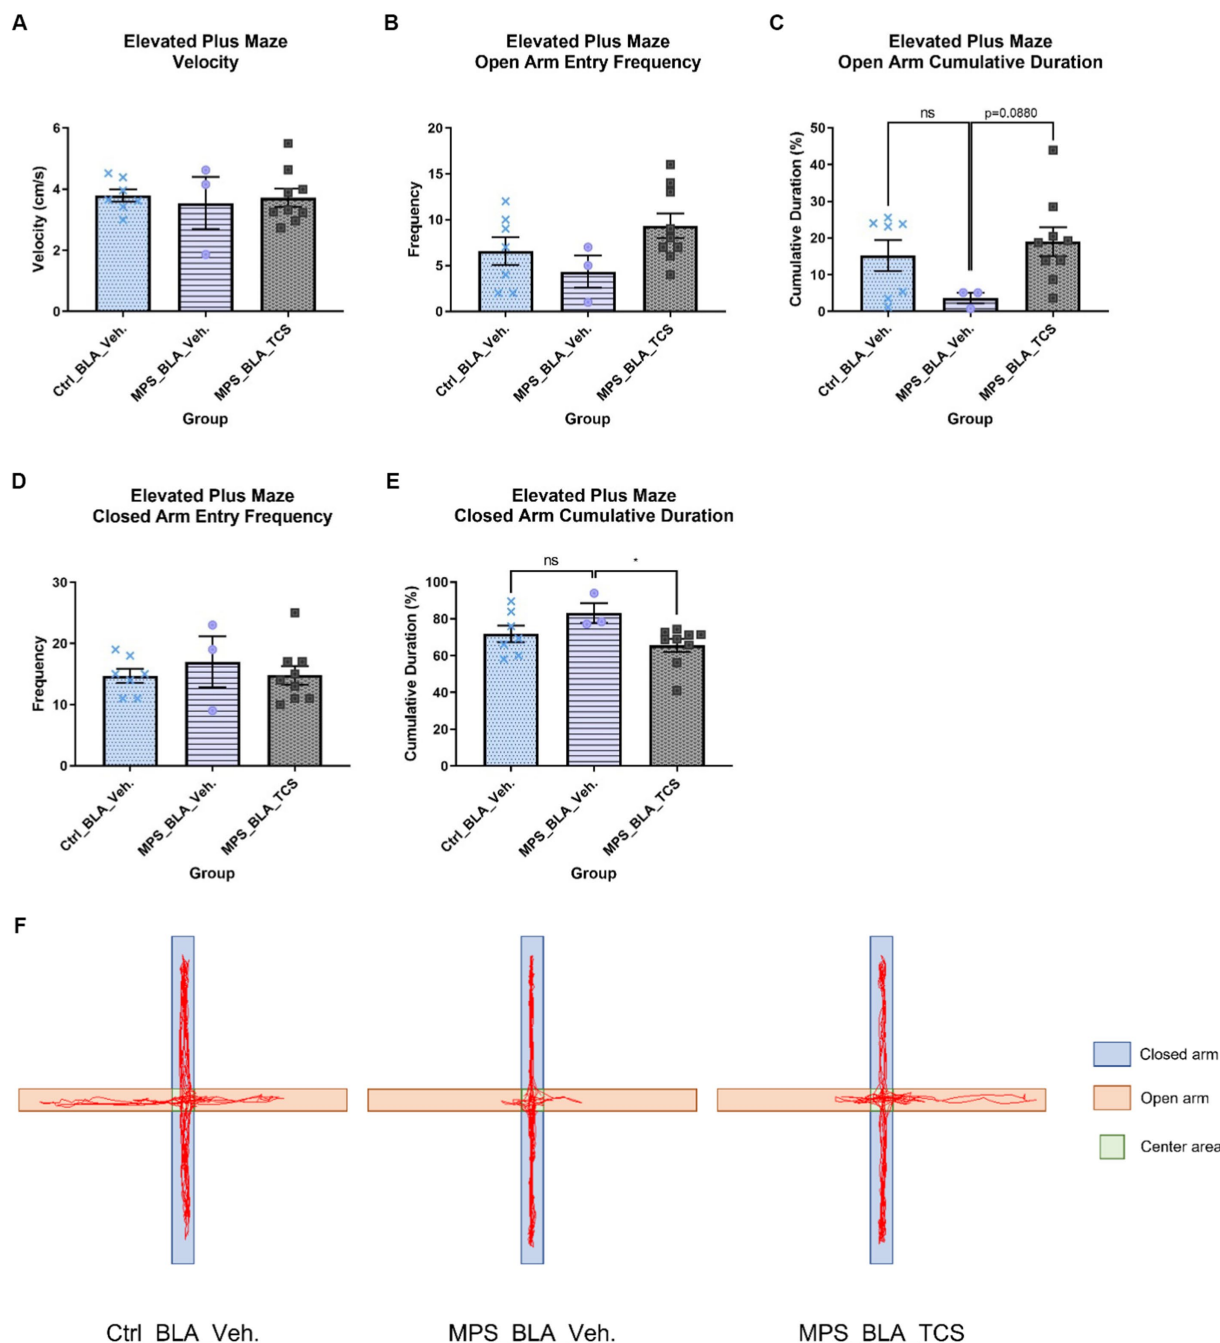 A
Elevated Plus Maze
Velocity
Velocity (cm/s)
6
4
2
0
Ctrl_BLA_Veh.
MPS_BLA_Veh.
MPS_BLA_TCS
Group
B
Elevated Plus Maze
Open Arm Entry Frequency
Frequency
20
15
10
5
0
Ctrl_BLA_Veh.
MPS_BLA_Veh.
MPS_BLA_TCS
Group
C
Elevated Plus Maze
Open Arm Cumulative Duration
ns
p=0.0880
Cumulative Duration (%)
50
40
30
20
10
0
Ctrl_BLA_Veh.
MPS_BLA_Veh.
MPS_BLA_TCS
Group
D
Elevated Plus Maze
Closed Arm Entry Frequency
Frequency
30
20
10
0
Ctrl_BLA_Veh.
MPS_BLA_Veh.
MPS_BLA_TCS
Group
E
Elevated Plus Maze
Closed Arm Cumulative Duration
ns
*
Cumulative Duration (%)
100
80
60
40
20
0
Ctrl_BLA_Veh.
MPS_BLA_Veh.
MPS_BLA_TCS
Group
F
Closed arm
Open arm
Center area
Ctrl BLA Veh.
MPS BLA Veh.
MPS BLA TCS